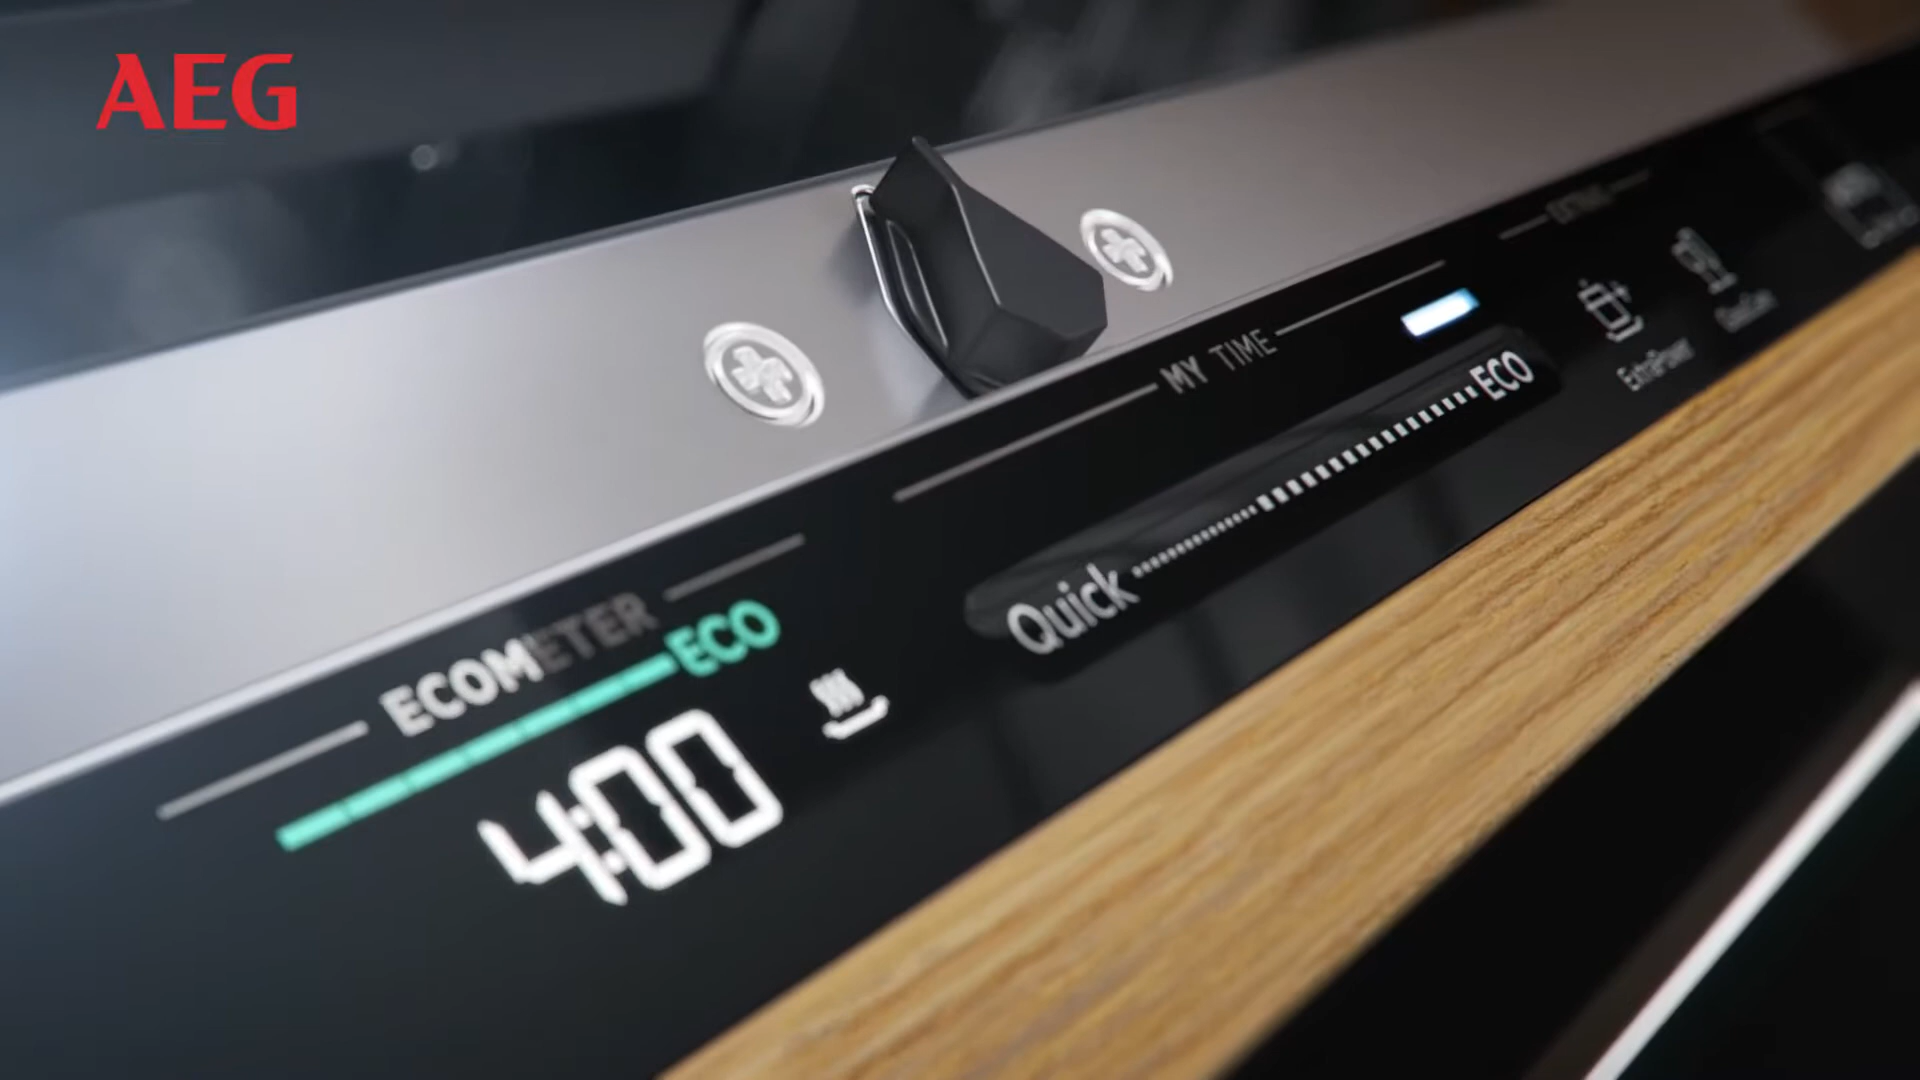 AEG
MY TIME
Quick ECO
ExtraPower
ECOMETER
ECO
4:00